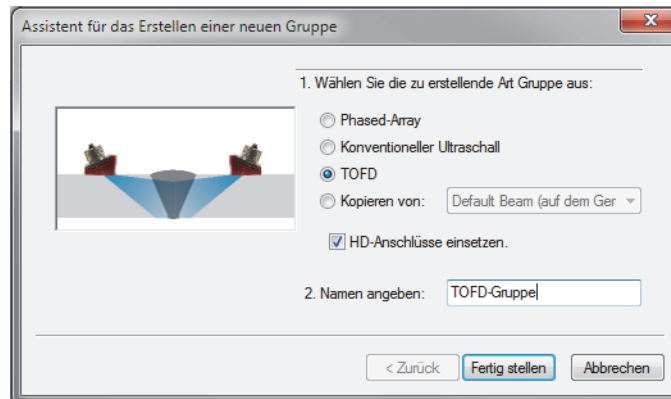 Assistent für das Erstellen einer neuen Gruppe
1. Wählen Sie die zu erstellende Art Gruppe aus:
Phased-Array
Konventioneller Ultraschall
TOFD
Kopieren von: Default Beam (auf dem Ger
HD-Anschlüsse einsetzen.
2. Namen angeben: TOFD-Gruppe
< Zurück Fertig stellen Abbrechen